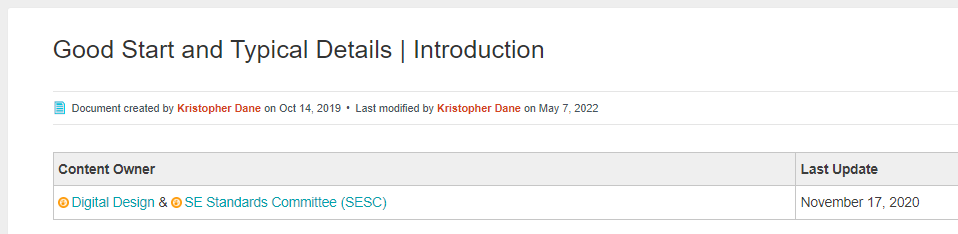 Good Start and Typical Details | Introduction
Document created by Kristopher Dane on Oct 14, 2019 • Last modified by Kristopher Dane on May 7, 2022
Content Owner Last Update
Digital Design & SE Standards Committee (SESC) November 17, 2020